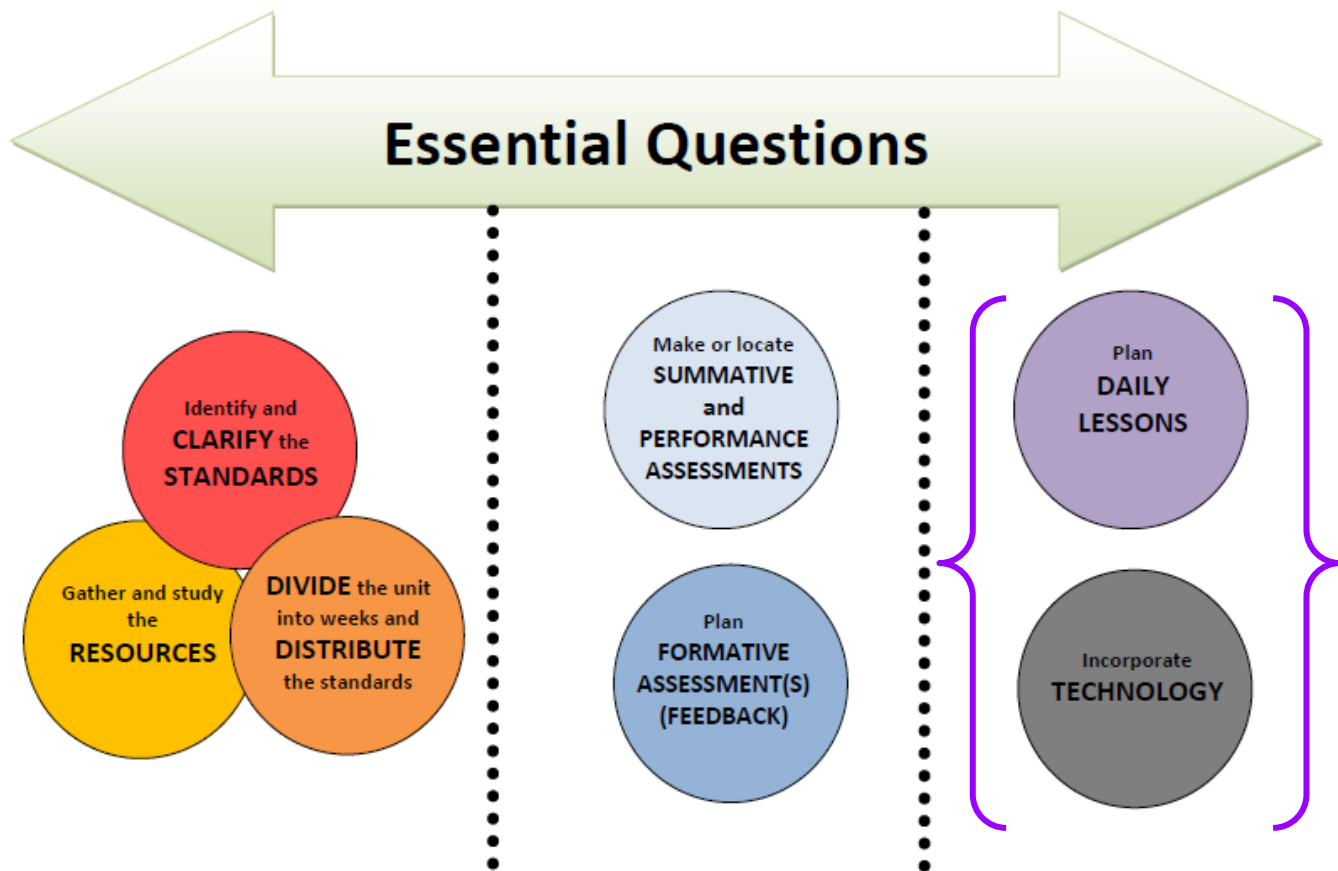 Essential Questions
Identify and
CLARIFY the
STANDARDS
Gather and study
the
RESOURCES
DIVIDE the unit
into weeks and
DISTRIBUTE
the standards
Make or locate
SUMMATIVE
and
PERFORMANCE
ASSESSMENTS
Plan
FORMATIVE
ASSESSMENT(S)
(FEEDBACK)
Plan
DAILY
LESSONS
Incorporate
TECHNOLOGY